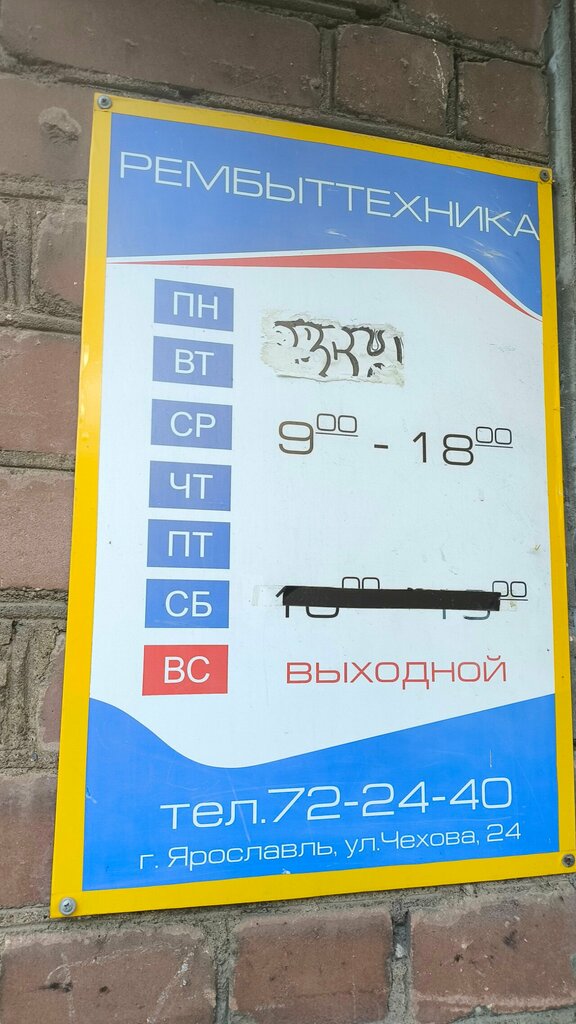 РЕМБЫТТЕХНИКА
ПН
ВТ
СР 9⁰⁰ - 18⁰⁰
ЧТ
ПТ
СБ
ВС ВЫХОДНОЙ
тел.72-24-40
г. Ярославль, ул.Чехова, 24